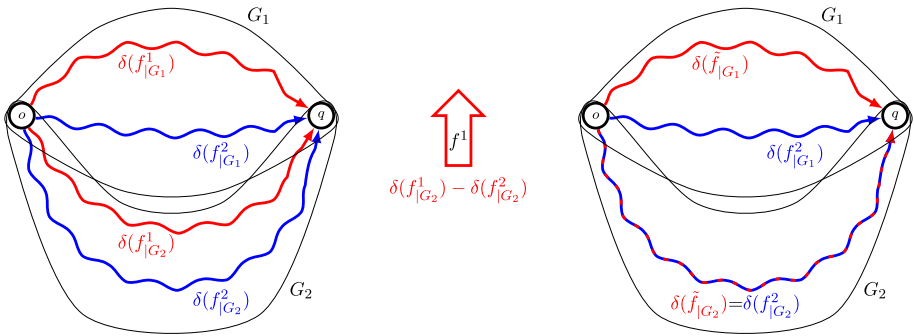 G₁
δ(f¹|G₁)
o
q
δ(f²|G₁)
δ(f¹|G₂)
δ(f²|G₂)
G₂
f¹
δ(f¹|G₂) − δ(f²|G₂)
G₁
δ(f̃|G₁)
o
q
δ(f²|G₁)
G₂
δ(f̃|G₂)=δ(f²|G₂)